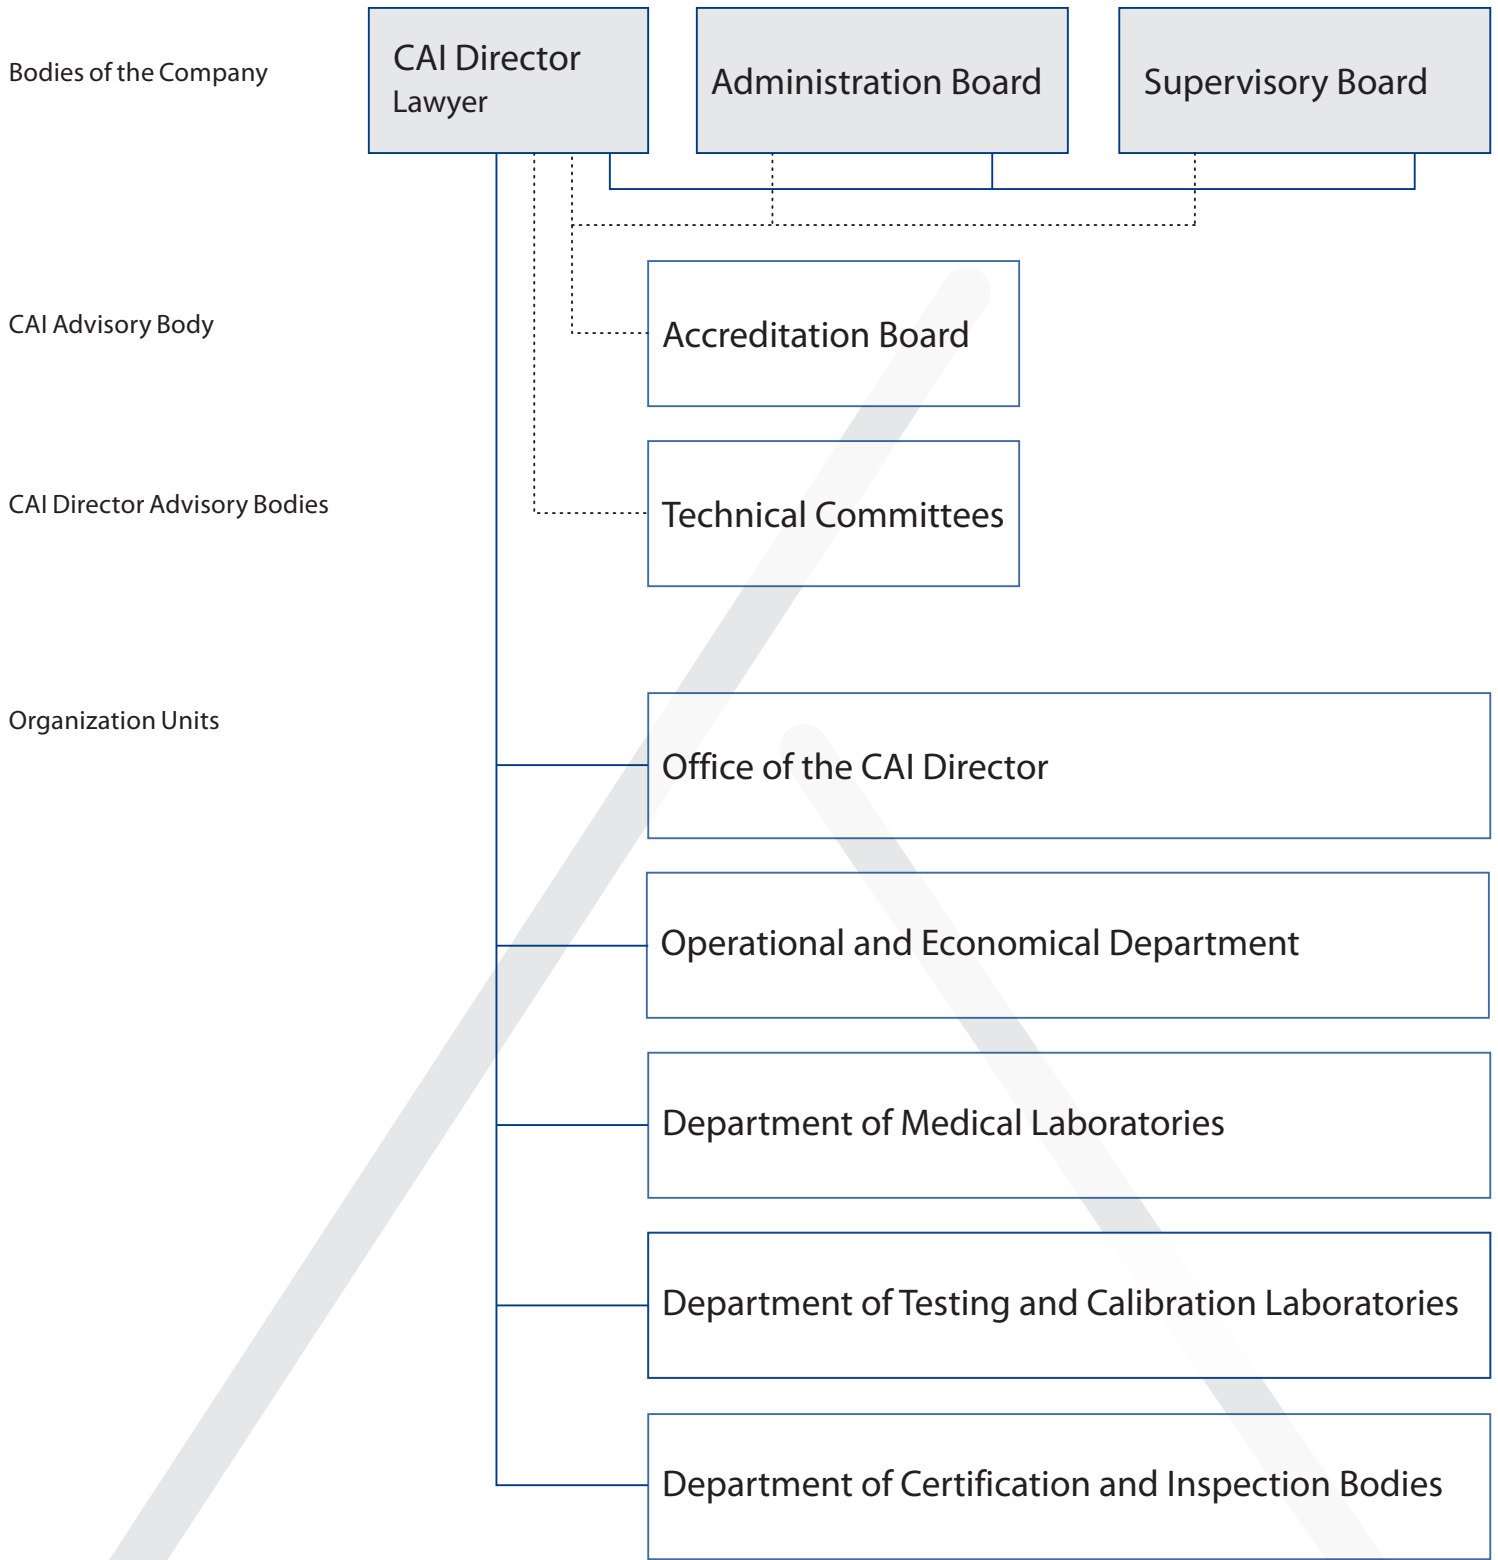 Bodies of the Company
CAI Director
Lawyer
Administration Board
Supervisory Board
CAI Advisory Body
Accreditation Board
CAI Director Advisory Bodies
Technical Committees
Organization Units
Office of the CAI Director
Operational and Economical Department
Department of Medical Laboratories
Department of Testing and Calibration Laboratories
Department of Certification and Inspection Bodies